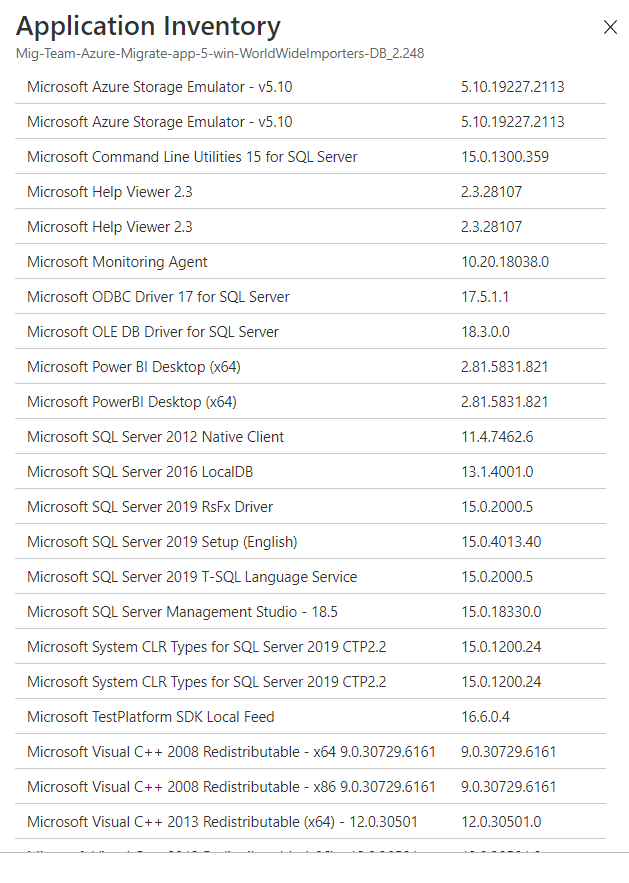 Application Inventory
Mig-Team-Azure-Migrate-app-5-win-WorldWideImporters-DB_2.248
Microsoft Azure Storage Emulator - v5.10 5.10.19227.2113
Microsoft Azure Storage Emulator - v5.10 5.10.19227.2113
Microsoft Command Line Utilities 15 for SQL Server 15.0.1300.359
Microsoft Help Viewer 2.3 2.3.28107
Microsoft Help Viewer 2.3 2.3.28107
Microsoft Monitoring Agent 10.20.18038.0
Microsoft ODBC Driver 17 for SQL Server 17.5.1.1
Microsoft OLE DB Driver for SQL Server 18.3.0.0
Microsoft Power BI Desktop (x64) 2.81.5831.821
Microsoft PowerBI Desktop (x64) 2.81.5831.821
Microsoft SQL Server 2012 Native Client 11.4.7462.6
Microsoft SQL Server 2016 LocalDB 13.1.4001.0
Microsoft SQL Server 2019 RsFx Driver 15.0.2000.5
Microsoft SQL Server 2019 Setup (English) 15.0.4013.40
Microsoft SQL Server 2019 T-SQL Language Service 15.0.2000.5
Microsoft SQL Server Management Studio - 18.5 15.0.18330.0
Microsoft System CLR Types for SQL Server 2019 CTP2.2 15.0.1200.24
Microsoft System CLR Types for SQL Server 2019 CTP2.2 15.0.1200.24
Microsoft TestPlatform SDK Local Feed 16.6.0.4
Microsoft Visual C++ 2008 Redistributable - x64 9.0.30729.6161 9.0.30729.6161
Microsoft Visual C++ 2008 Redistributable - x86 9.0.30729.6161 9.0.30729.6161
Microsoft Visual C++ 2013 Redistributable (x64) - 12.0.30501 12.0.30501.0